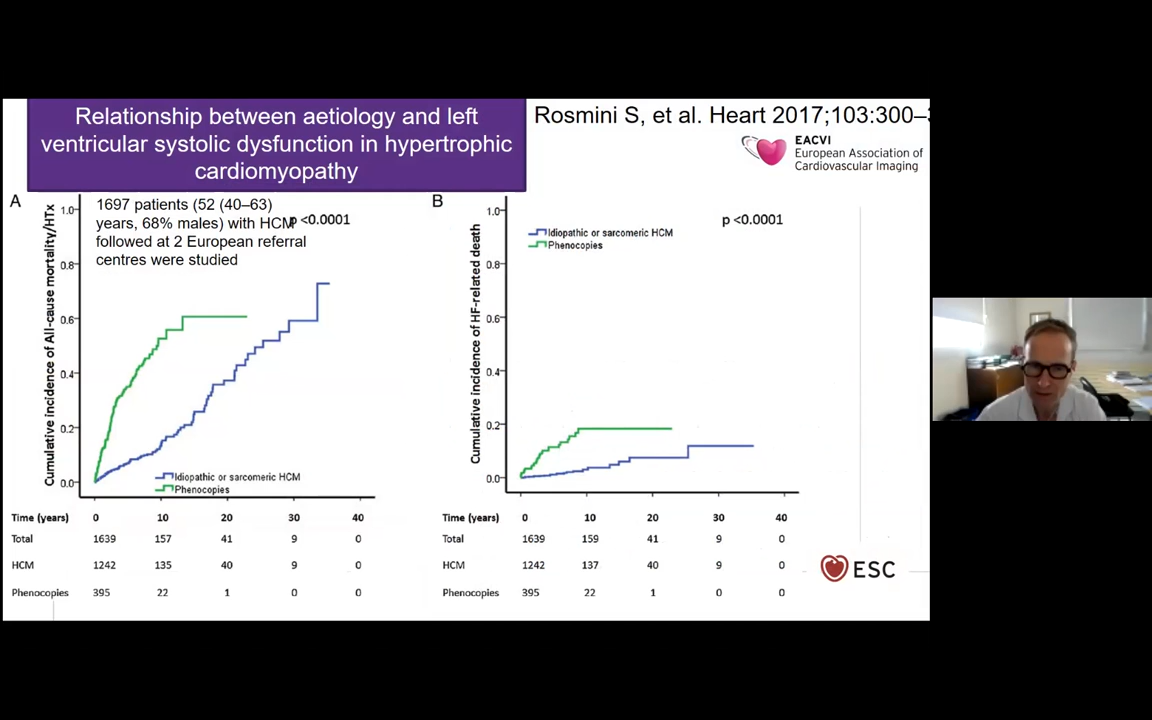 Relationship between aetiology and left
ventricular systolic dysfunction in hypertrophic
cardiomyopathy
Rosmini S, et al. Heart 2017;103:300–
EACVI
European Association of
Cardiovascular Imaging
A
1697 patients (52 (40–63)
years, 68% males) with HCM
followed at 2 European referral
centres were studied
p <0.0001
Cumulative incidence of All-cause mortality/HTx
1.0
0.8
0.6
0.4
0.2
0.0
Idiopathic or sarcomeric HCM
Phenocopies
Time (years) 0 10 20 30 40
Total 1639 157 41 9 0
HCM 1242 135 40 9 0
Phenocopies 395 22 1 0 0
B
p <0.0001
Cumulative incidence of HF-related death
1.0
0.8
0.6
0.4
0.2
0.0
Idiopathic or sarcomeric HCM
Phenocopies
Time (years) 0 10 20 30 40
Total 1639 159 41 9 0
HCM 1242 137 40 9 0
Phenocopies 395 22 1 0 0
ESC